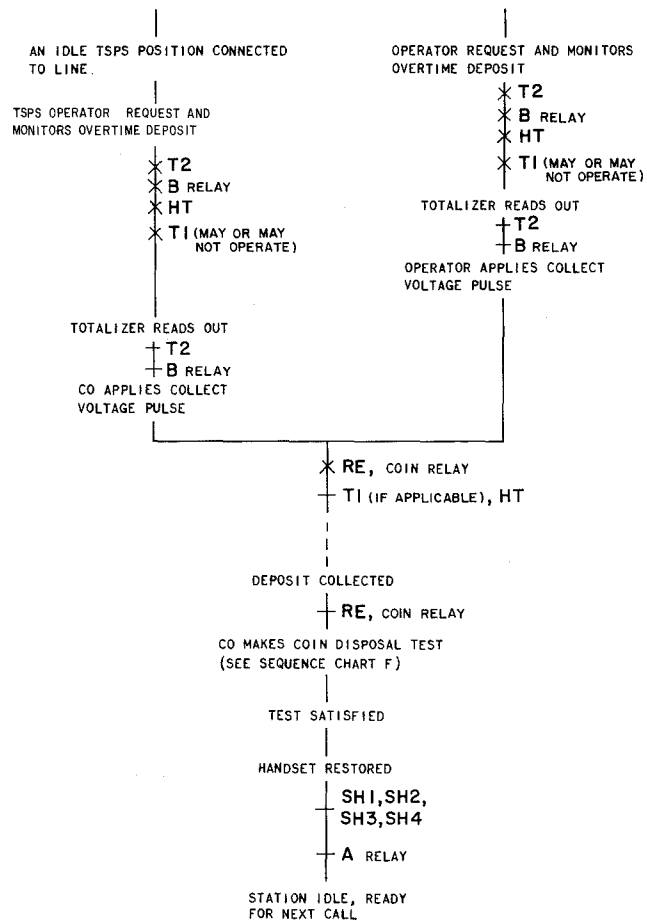 AN IDLE TSPS POSITION CONNECTED
TO LINE.
TSPS OPERATOR REQUEST AND
MONITORS OVERTIME DEPOSIT
T2
B RELAY
HT
T1 (MAY OR MAY
NOT OPERATE)
TOTALIZER READS OUT
T2
B RELAY
CO APPLIES COLLECT
VOLTAGE PULSE
OPERATOR REQUEST AND MONITORS
OVERTIME DEPOSIT
T2
B RELAY
HT
T1 (MAY OR MAY
NOT OPERATE)
TOTALIZER READS OUT
T2
B RELAY
OPERATOR APPLIES COLLECT
VOLTAGE PULSE
RE, COIN RELAY
T1 (IF APPLICABLE), HT
DEPOSIT COLLECTED
RE, COIN RELAY
CO MAKES COIN DISPOSAL TEST
(SEE SEQUENCE CHART F)
TEST SATISFIED
HANDSET RESTORED
SH1,SH2,
SH3,SH4
A RELAY
STATION IDLE, READY
FOR NEXT CALL